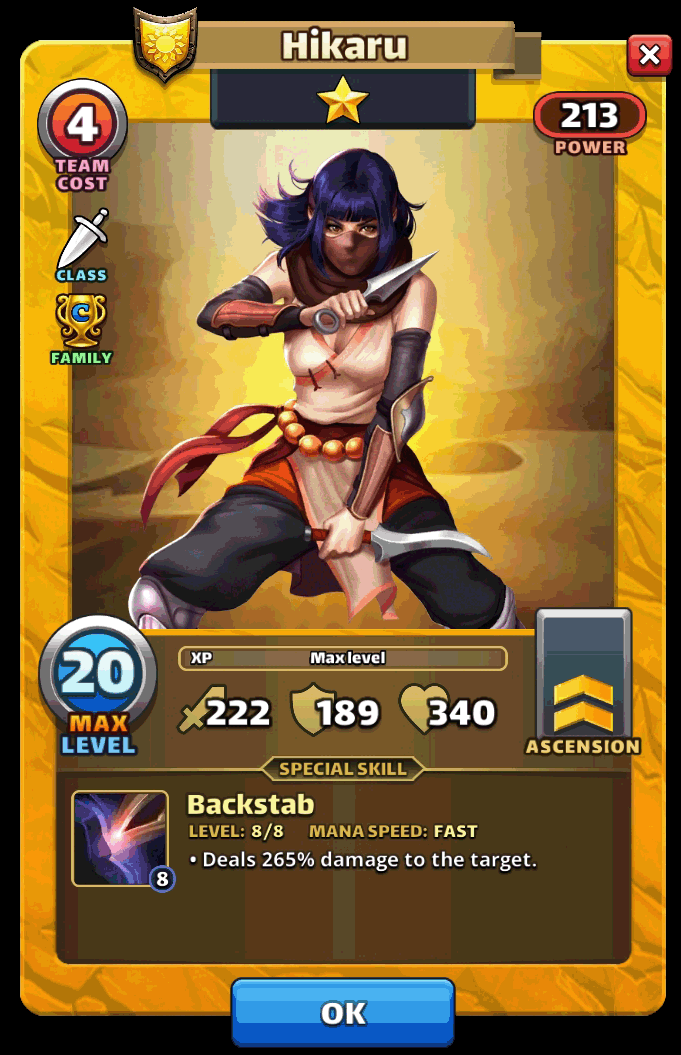 Hikaru
4
TEAM
COST
213
POWER
CLASS
C
FAMILY
20
MAX
LEVEL
XP Max level
222 189 340
ASCENSION
SPECIAL SKILL
Backstab
LEVEL: 8/8 MANA SPEED: FAST
• Deals 265% damage to the target.
8
OK